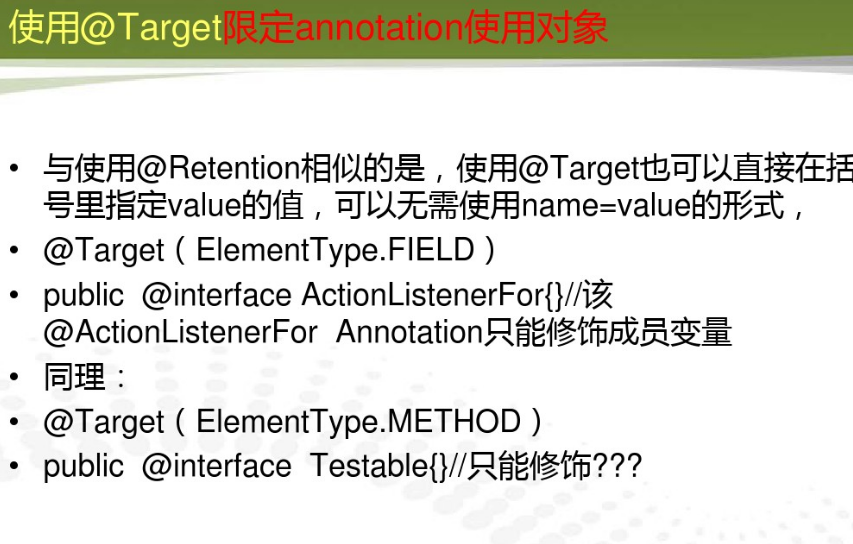 使用@Target限定annotation使用对象
• 与使用@Retention相似的是，使用@Target也可以直接在括
号里指定value的值，可以无需使用name=value的形式，
• @Target（ElementType.FIELD）
• public  @interface ActionListenerFor{}//该
@ActionListenerFor  Annotation只能修饰成员变量
• 同理：
• @Target（ElementType.METHOD）
• public  @interface  Testable{}//只能修饰???